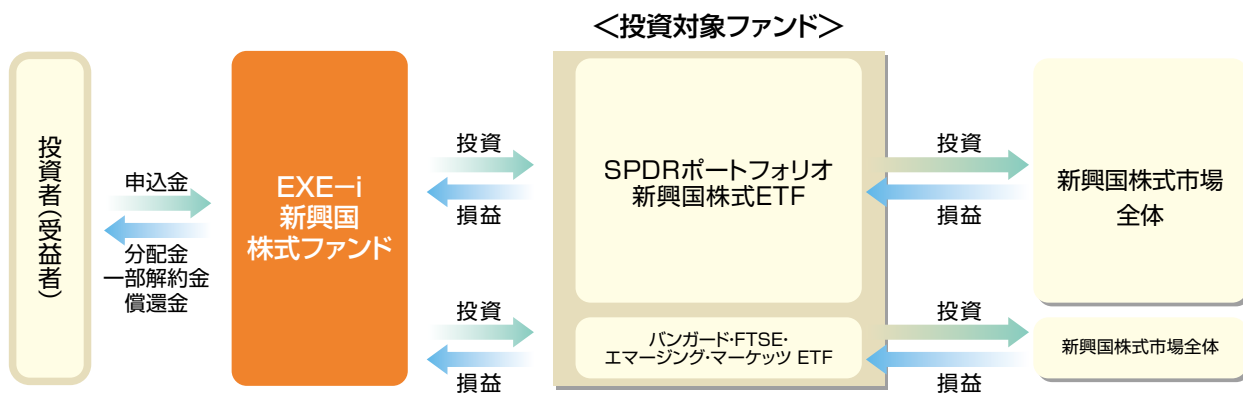 <投資対象ファンド>
投資者(受益者)
申込金
分配金
一部解約金
償還金
EXE-i
新興国
株式ファンド
投資
損益
SPDRポートフォリオ
新興国株式ETF
投資
損益
新興国株式市場
全体
投資
損益
バンガード・FTSE・
エマージング・マーケッツ ETF
投資
損益
新興国株式市場全体